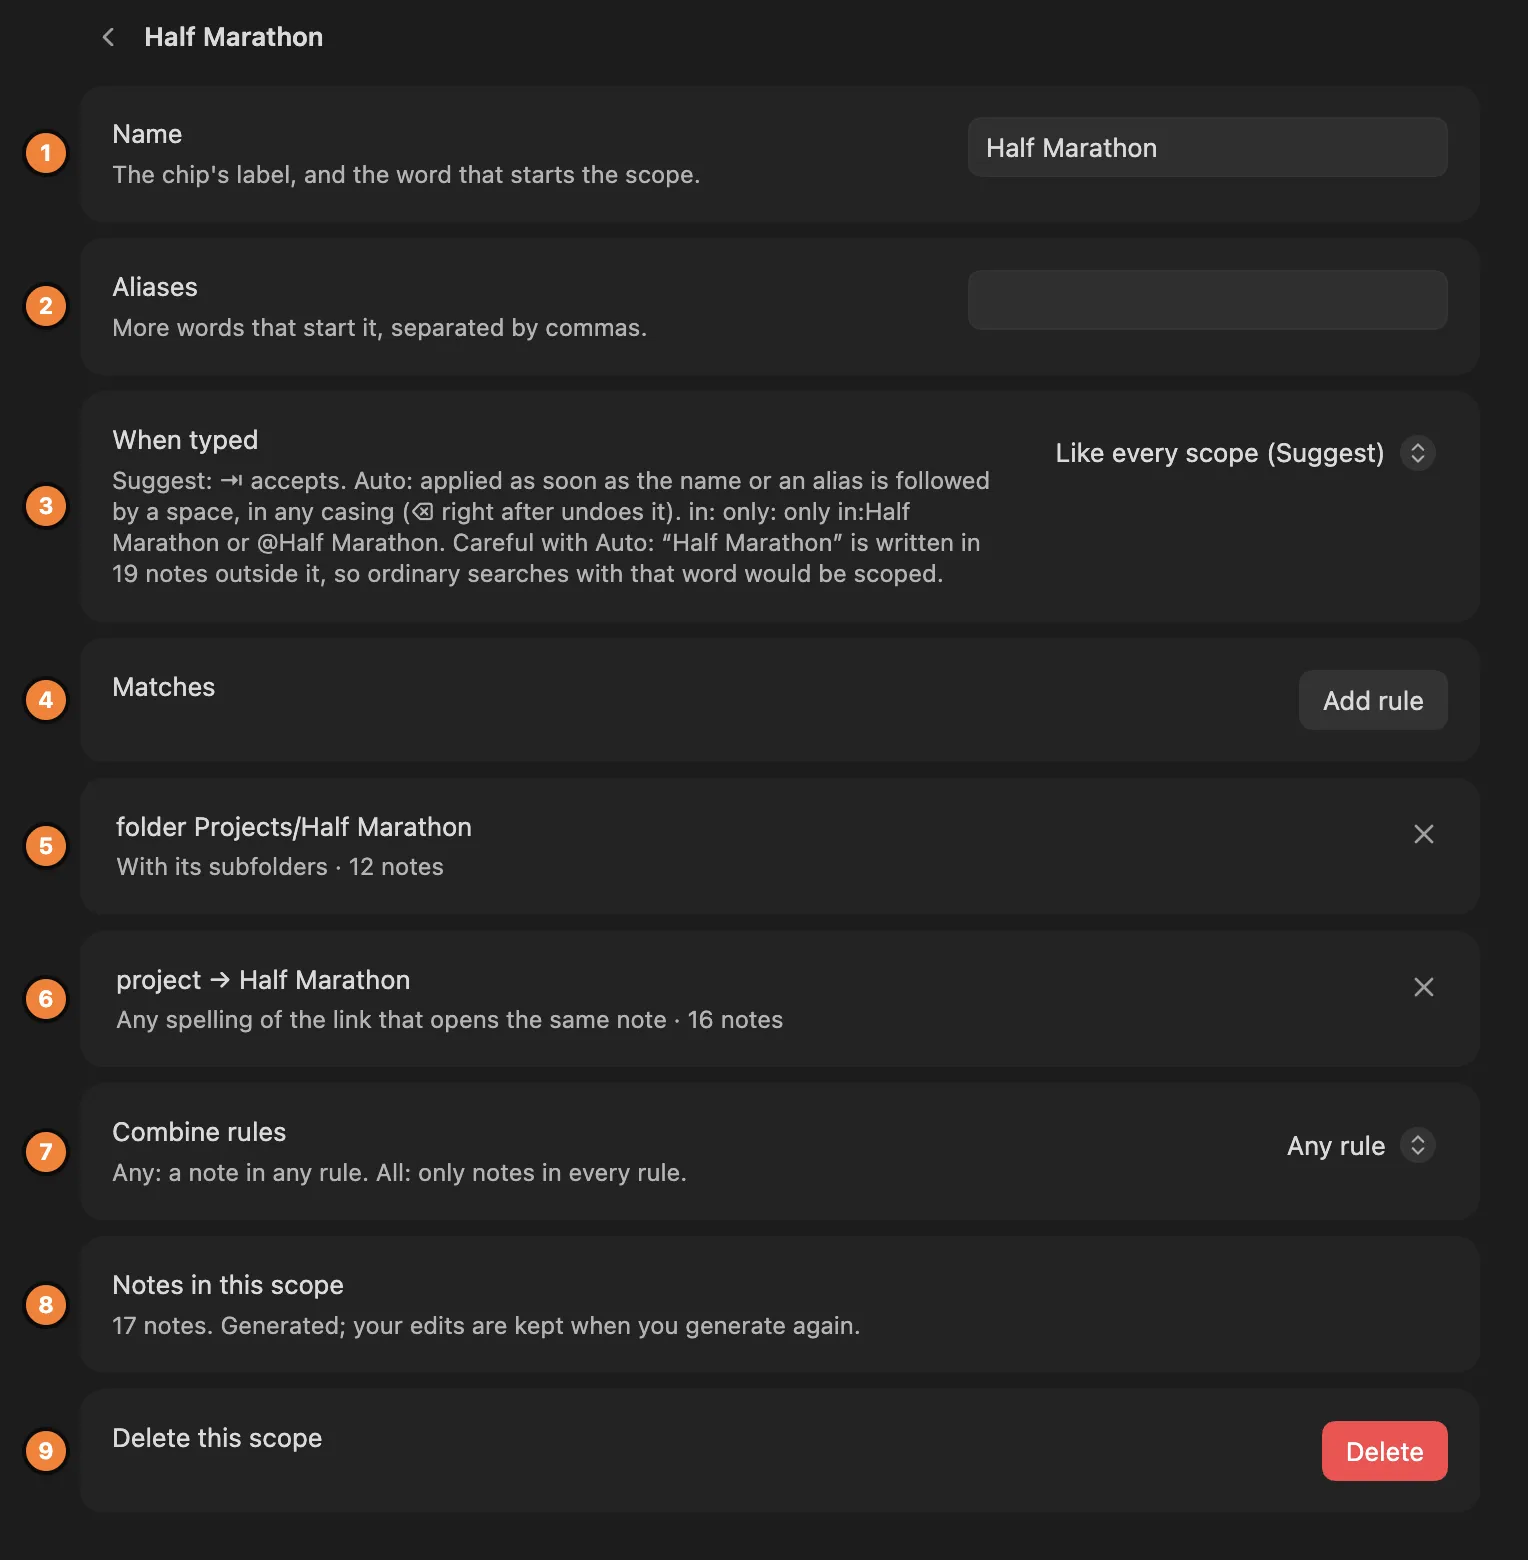 Half Marathon
1
Name
Half Marathon
The chip's label, and the word that starts the scope.
2
Aliases
More words that start it, separated by commas.
3
When typed
Like every scope (Suggest)
Suggest: ⇥ accepts. Auto: applied as soon as the name or an alias is followed
by a space, in any casing (⌫ right after undoes it). in: only: only in:Half
Marathon or @Half Marathon. Careful with Auto: “Half Marathon” is written in
19 notes outside it, so ordinary searches with that word would be scoped.
4
Matches
Add rule
5
folder Projects/Half Marathon
With its subfolders · 12 notes
6
project → Half Marathon
Any spelling of the link that opens the same note · 16 notes
7
Combine rules
Any rule
Any: a note in any rule. All: only notes in every rule.
8
Notes in this scope
17 notes. Generated; your edits are kept when you generate again.
9
Delete this scope
Delete